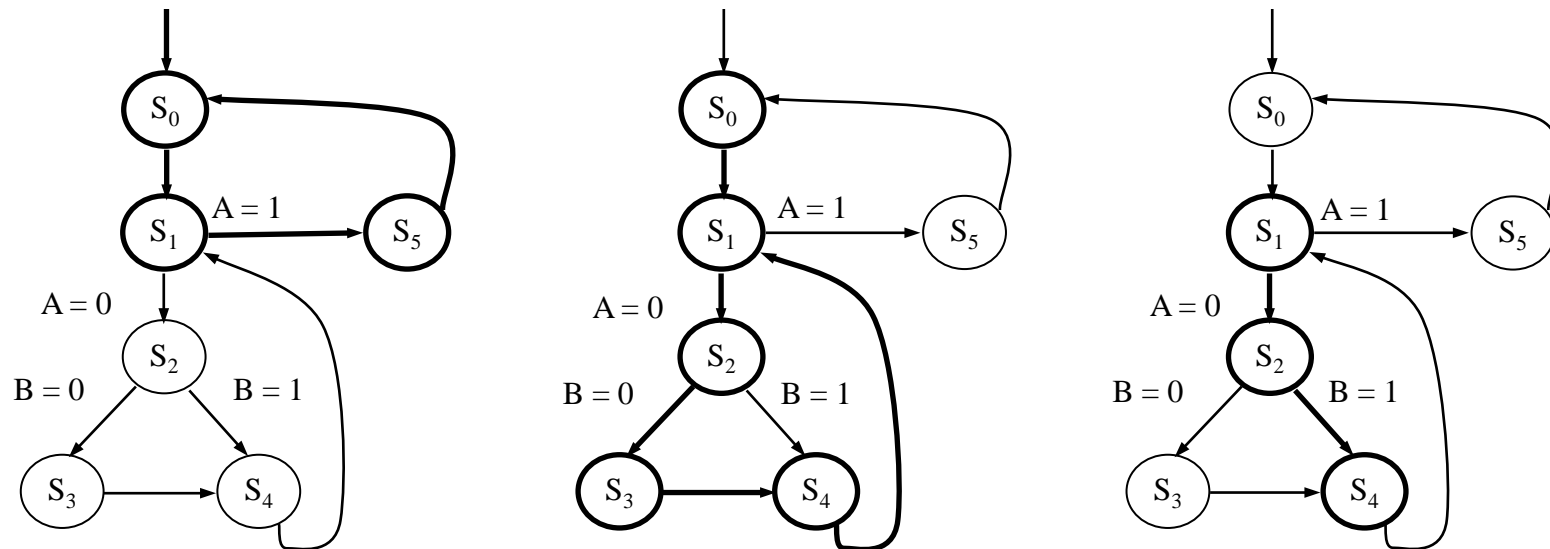 S₀
S₁
A = 1
S₅
A = 0
S₂
B = 0
B = 1
S₃
S₄
S₀
S₁
A = 1
S₅
A = 0
S₂
B = 0
B = 1
S₃
S₄
S₀
S₁
A = 1
S₅
A = 0
S₂
B = 0
B = 1
S₃
S₄